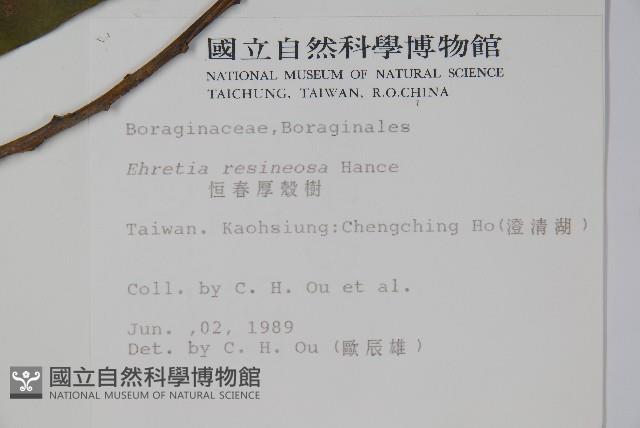 國立自然科學博物館
NATIONAL MUSEUM OF NATURAL SCIENCE
TAICHUNG, TAIWAN, R.O.CHINA
Boraginaceae,Boraginales
Ehretia resineosa Hance
恒春厚殼樹
Taiwan. Kaohsiung:Chengching Ho(澄清湖)
Coll. by C. H. Ou et al.
Jun. ,02, 1989
Det. by C. H. Ou (歐辰雄)
國立自然科學博物館
NATIONAL MUSEUM OF NATURAL SCIENCE